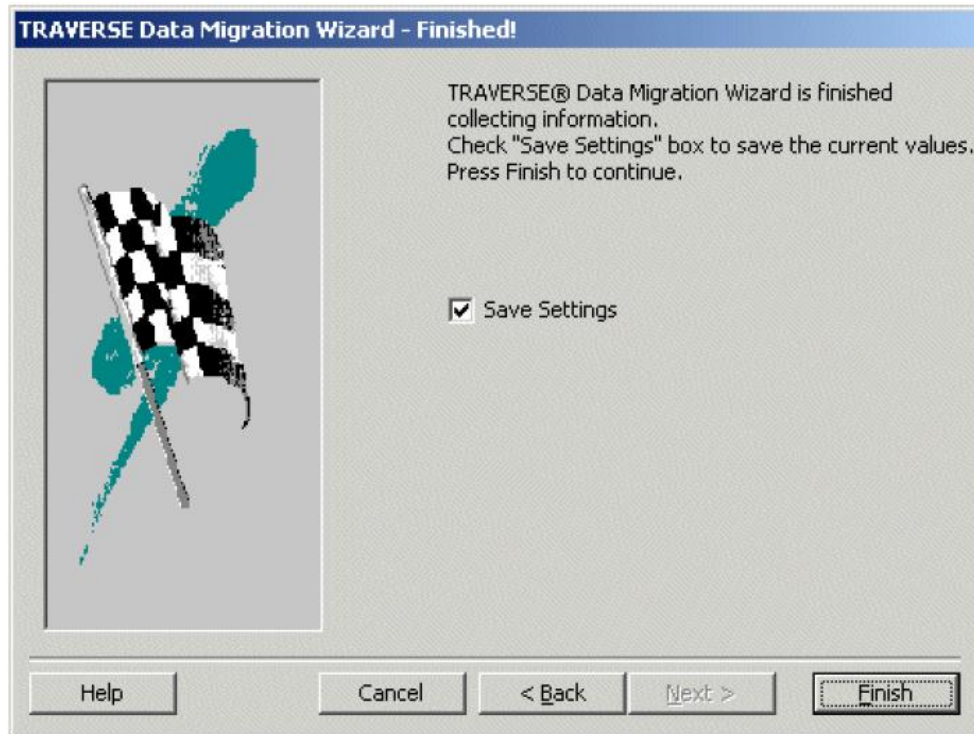 TRAVERSE Data Migration Wizard - Finished!
TRAVERSE® Data Migration Wizard is finished
collecting information.
Check "Save Settings" box to save the current values.
Press Finish to continue.
Save Settings
Help
Cancel
< Back
Next >
Finish